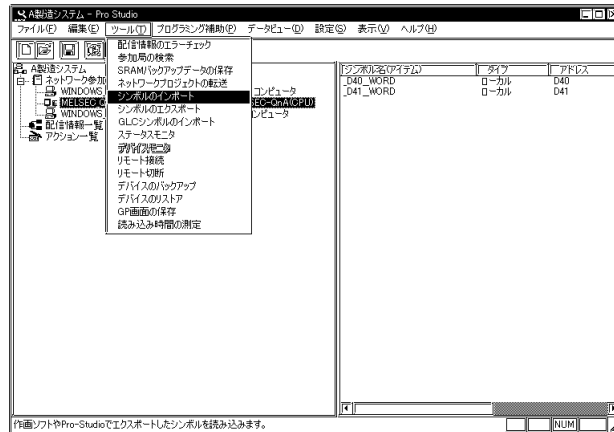 A製造システム - Pro Studio
ファイル(F) 編集(E) ツール(T) プログラミング補助(P) データビュー(D) 設定(S) 表示(V) ヘルプ(H)
配信情報のエラーチェック
参加局の検索
SRAMバックアップデータの保存
ネットワークプロジェクトの転送
シンボルのインポート
シンボルのエクスポート
GLCシンボルのインポート
ステータスモニタ
デバイスモニタ
リモート接続
リモート切断
デバイスのバックアップ
デバイスのリストア
GP画面の保存
読み込み時間の測定
A製造システム
ネットワーク参加
WINDOWS コンピュータ
MELSEC SEC-QnA(CPU)
WINDOWS コンピュータ
配信情報一覧
アクション一覧
シンボル名(アイテム) タイプ アドレス
_D40_WORD ローカル D40
_D41_WORD ローカル D41
作画ソフトやPro-Studioでエクスポートしたシンボルを読み込みます。
NUM